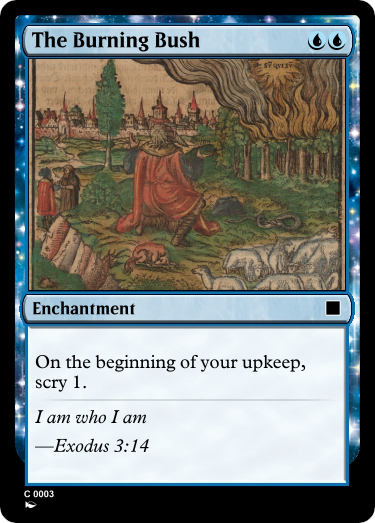 The Burning Bush
Enchantment
On the beginning of your upkeep,
scry 1.
I am who I am
—Exodus 3:14
C 0003